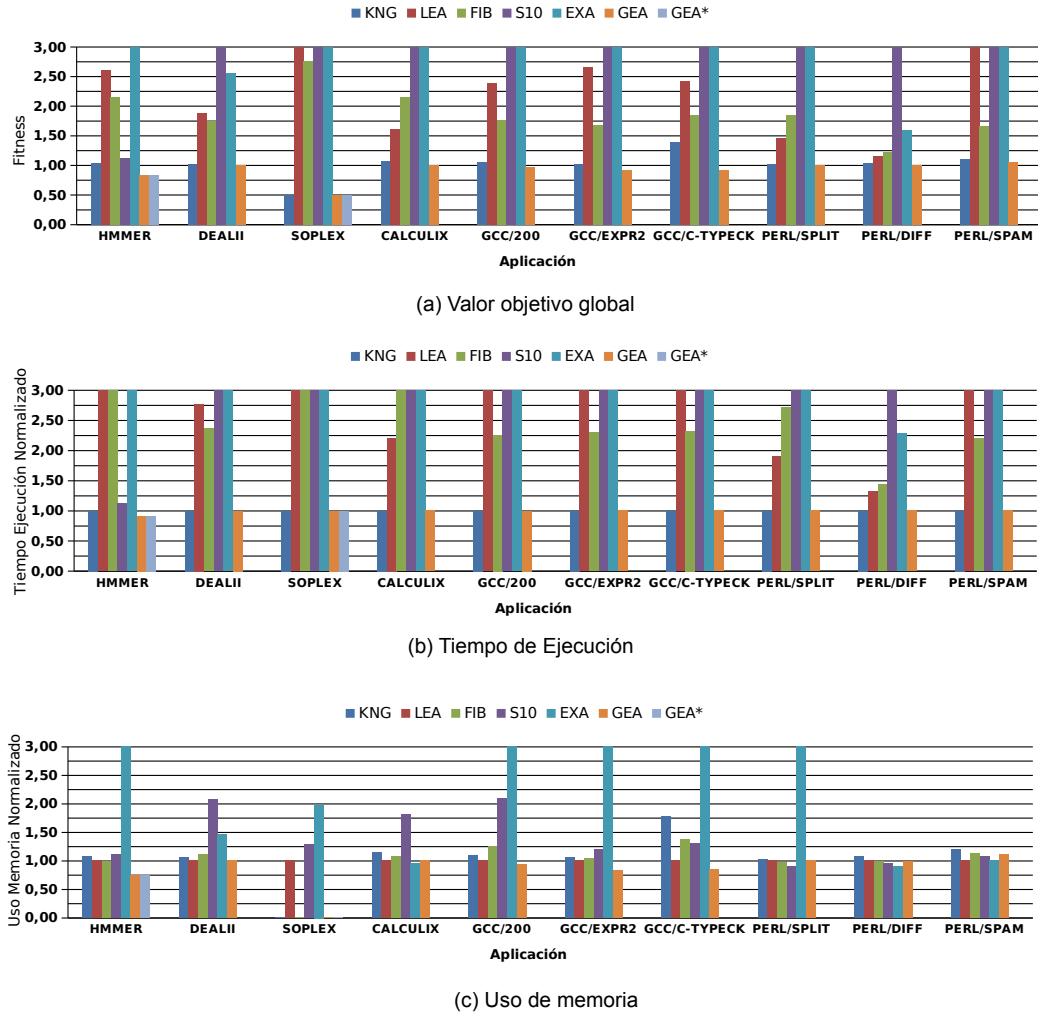 KNG LEA FIB S10 EXA GEA GEA*
3,00
2,50
2,00
1,50
1,00
0,50
0,00
Fitness
HMMER DEALII SOPLEX CALCULIX GCC/200 GCC/EXPR2 GCC/C-TYPECK PERL/SPLIT PERL/DIFF PERL/SPAM
Aplicación
(a) Valor objetivo global
KNG LEA FIB S10 EXA GEA GEA*
3,00
2,50
2,00
1,50
1,00
0,50
0,00
Tiempo Ejecución Normalizado
HMMER DEALII SOPLEX CALCULIX GCC/200 GCC/EXPR2 GCC/C-TYPECK PERL/SPLIT PERL/DIFF PERL/SPAM
Aplicación
(b) Tiempo de Ejecución
KNG LEA FIB S10 EXA GEA GEA*
3,00
2,50
2,00
1,50
1,00
0,50
0,00
Uso Memoria Normalizado
HMMER DEALII SOPLEX CALCULIX GCC/200 GCC/EXPR2 GCC/C-TYPECK PERL/SPLIT PERL/DIFF PERL/SPAM
Aplicación
(c) Uso de memoria